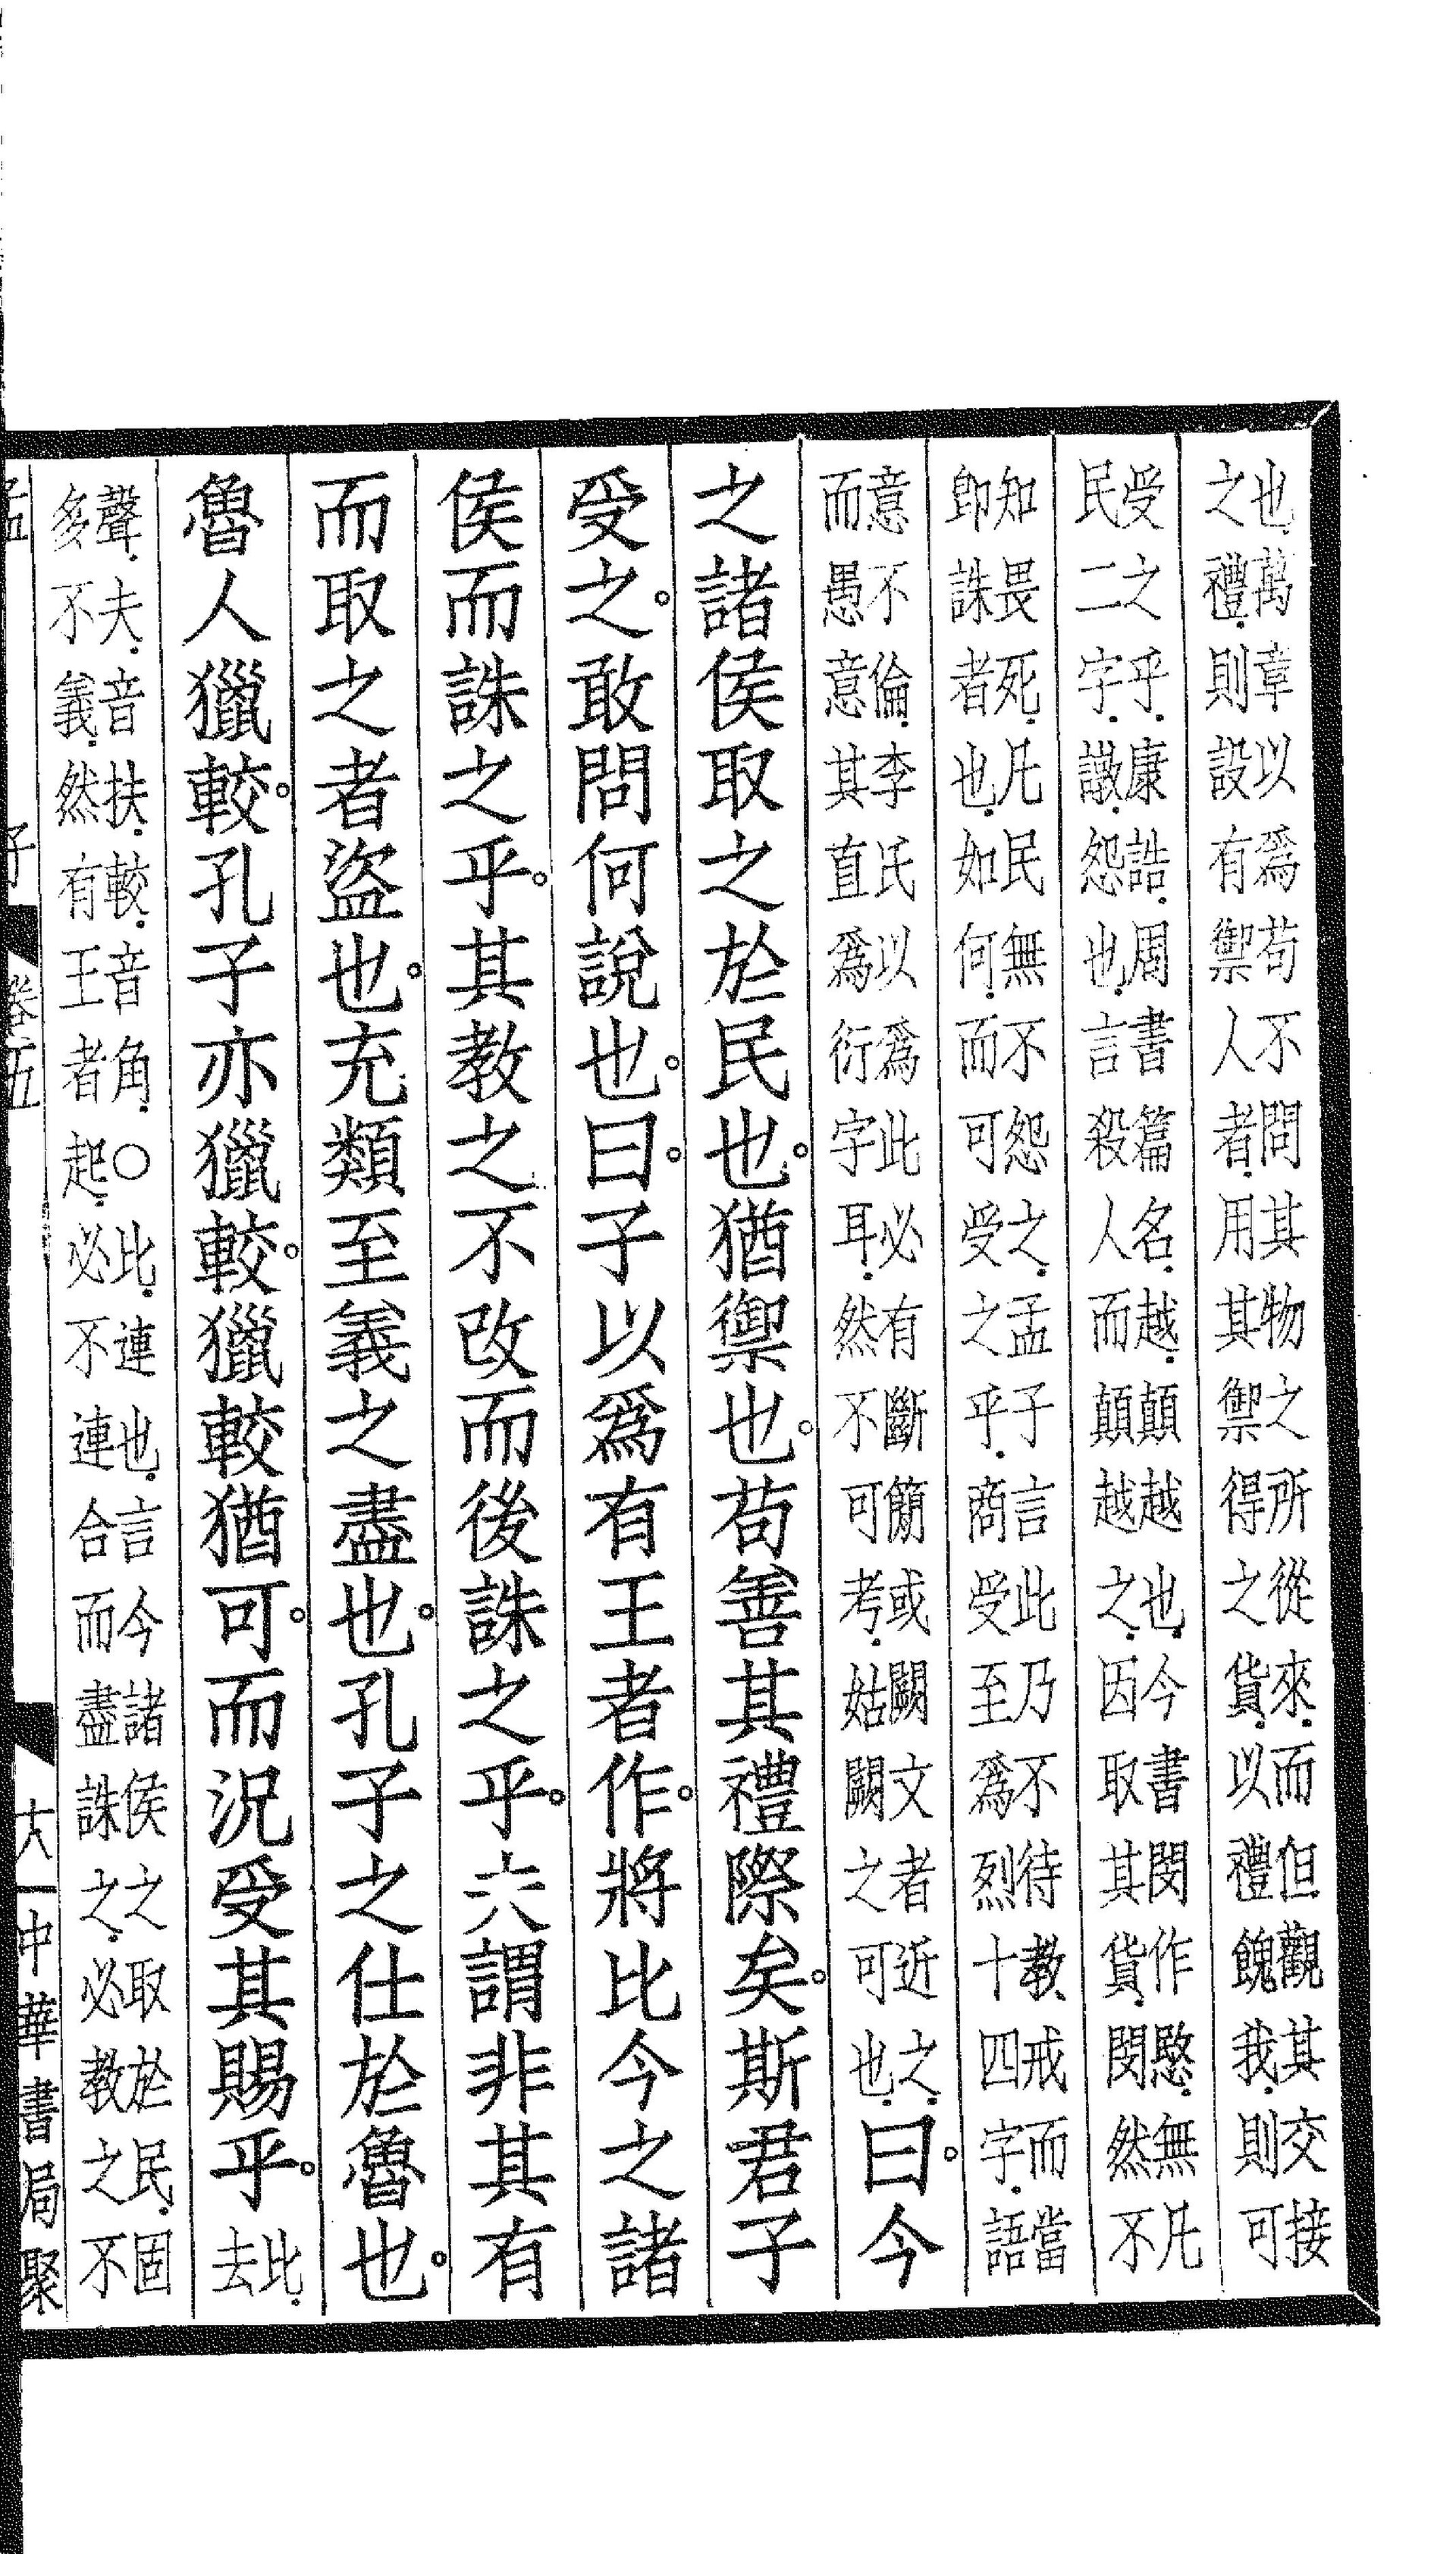 也萬章以爲苟不問其物之所從來而但觀其交接
之禮則設有禦人者用其禦得之貨以禮餽我則可
受之乎康誥周書篇名越顚越也今書閔作愍無凡
民二字譈怨也言殺人而顚越之因取其貨閔然不
知畏死凡民無不怨之孟子言此乃不待教戒而當
卽誅者也如何而可受之乎商受至爲烈十四字語
意不倫李氏以爲此必有斷簡或闕文者近之
而愚意其直爲衍字耳然不可考姑闕之可也曰今
之諸侯取之於民也猶禦也苟善其禮際矣斯君子
受之敢問何說也曰子以爲有王者作將比今之諸
侯而誅之乎其教之不改而後誅之乎夫謂非其有
而取之者盜也充類至義之盡也孔子之仕於魯也
魯人獵較孔子亦獵較獵較猶可而況受其賜乎比去
聲夫音扶較音角○比連也言今諸侯之取於民固
多不義然有王者起必不連合而盡誅之必教之不
孟子 卷五 十八 中華書局聚